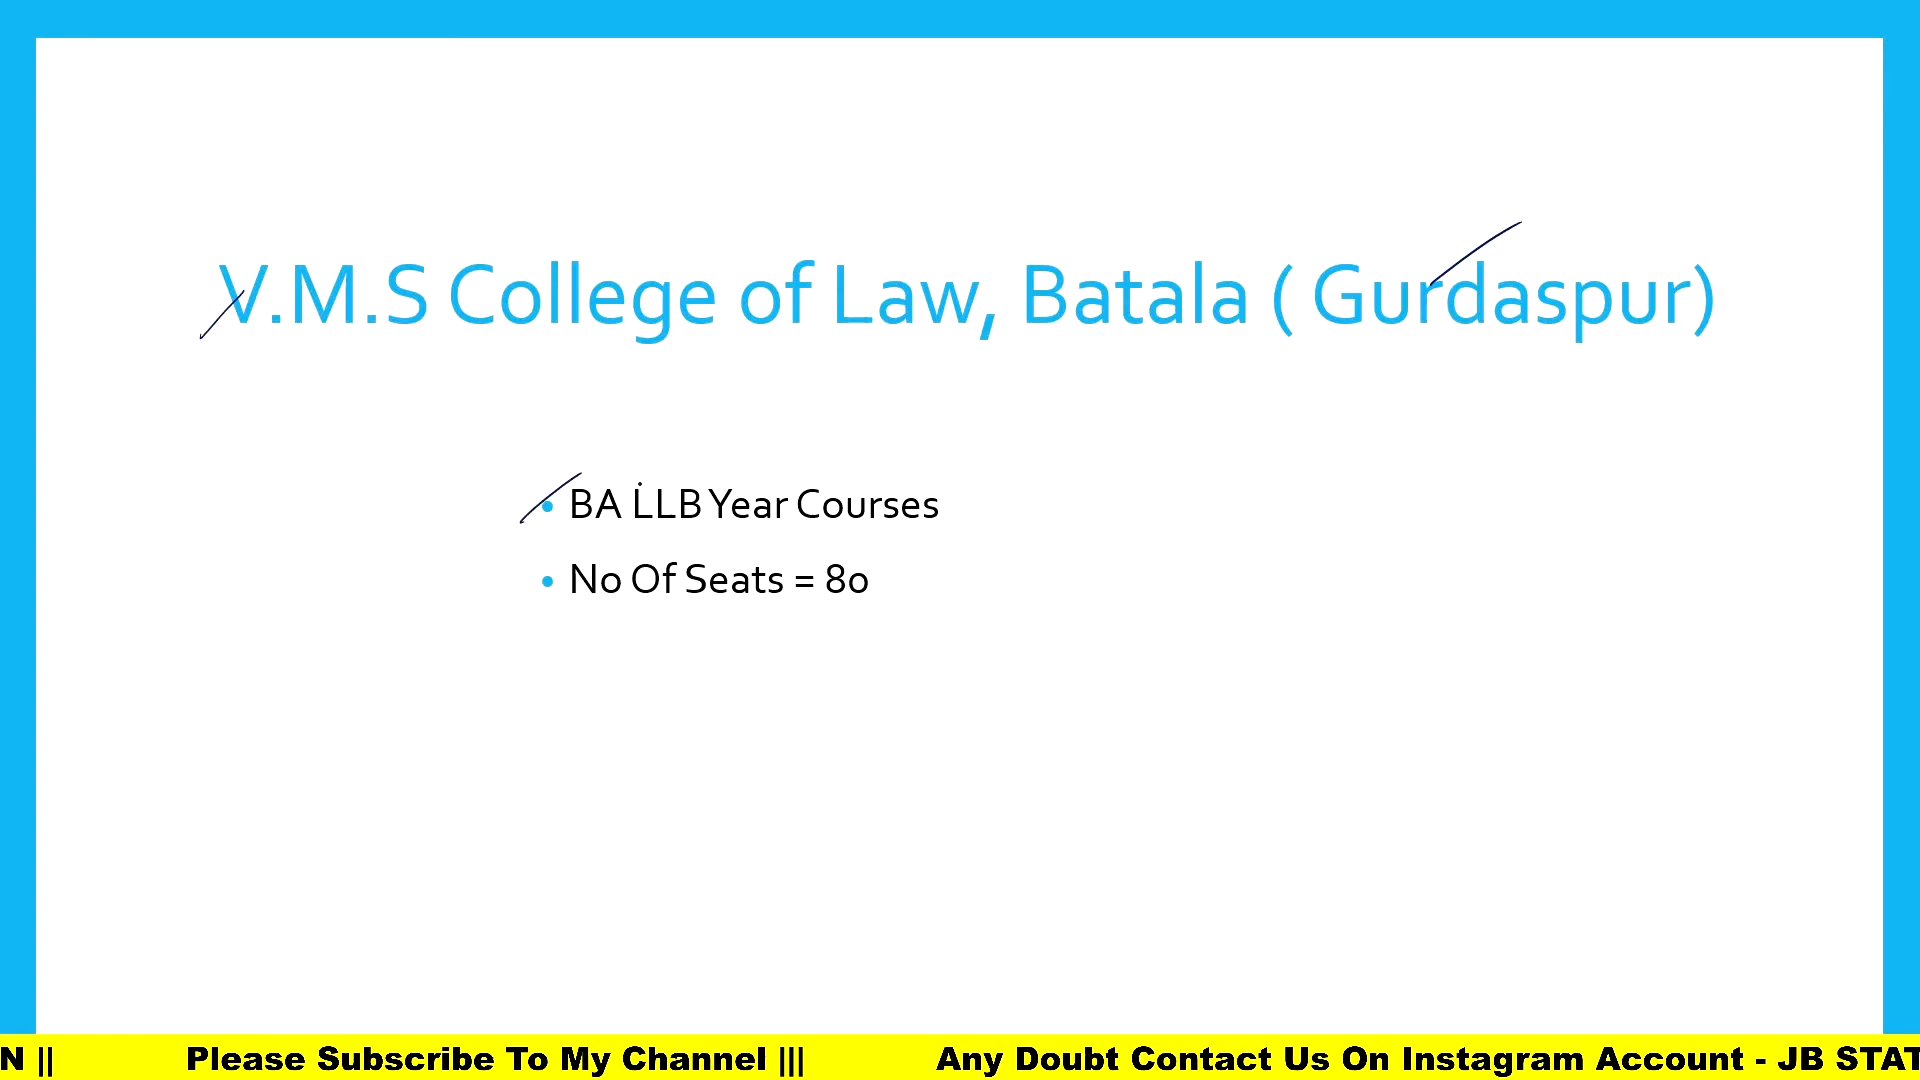 V.M.S College of Law, Batala ( Gurdaspur)
• BA LLB Year Courses
• No Of Seats = 80
N || Please Subscribe To My Channel ||| Any Doubt Contact Us On Instagram Account - JB STAT